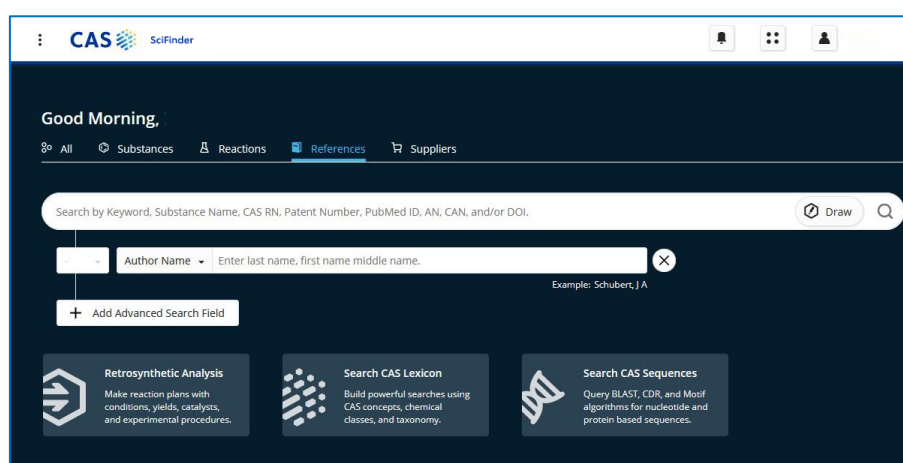 CAS SciFinder
Good Morning,
All Substances Reactions References Suppliers
Search by Keyword, Substance Name, CAS RN, Patent Number, PubMed ID, AN, CAN, and/or DOI. Draw
Author Name Enter last name, first name middle name.
Example: Schubert, J A
+ Add Advanced Search Field
Retrosynthetic Analysis
Make reaction plans with
conditions, yields, catalysts,
and experimental procedures.
Search CAS Lexicon
Build powerful searches using
CAS concepts, chemical
classes, and taxonomy.
Search CAS Sequences
Query BLAST, CDR, and Motif
algorithms for nucleotide and
protein based sequences.